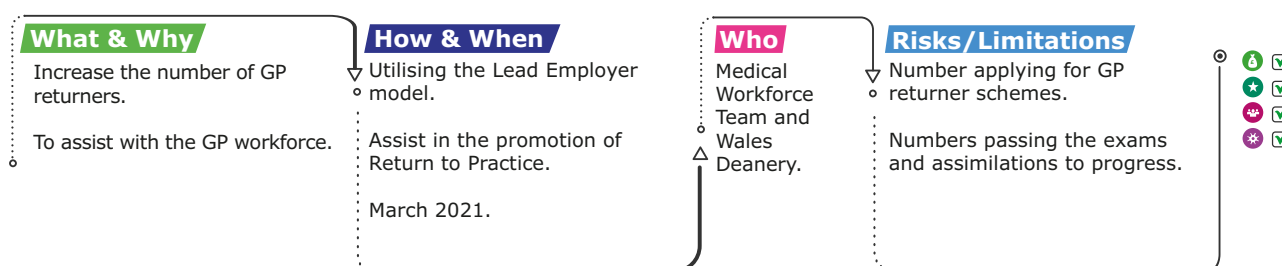 What & Why
Increase the number of GP
returners.
To assist with the GP workforce.
How & When
Utilising the Lead Employer
model.
Assist in the promotion of
Return to Practice.
March 2021.
Who
Medical
Workforce
Team and
Wales
Deanery.
Risks/Limitations
Number applying for GP
returner schemes.
Numbers passing the exams
and assimilations to progress.